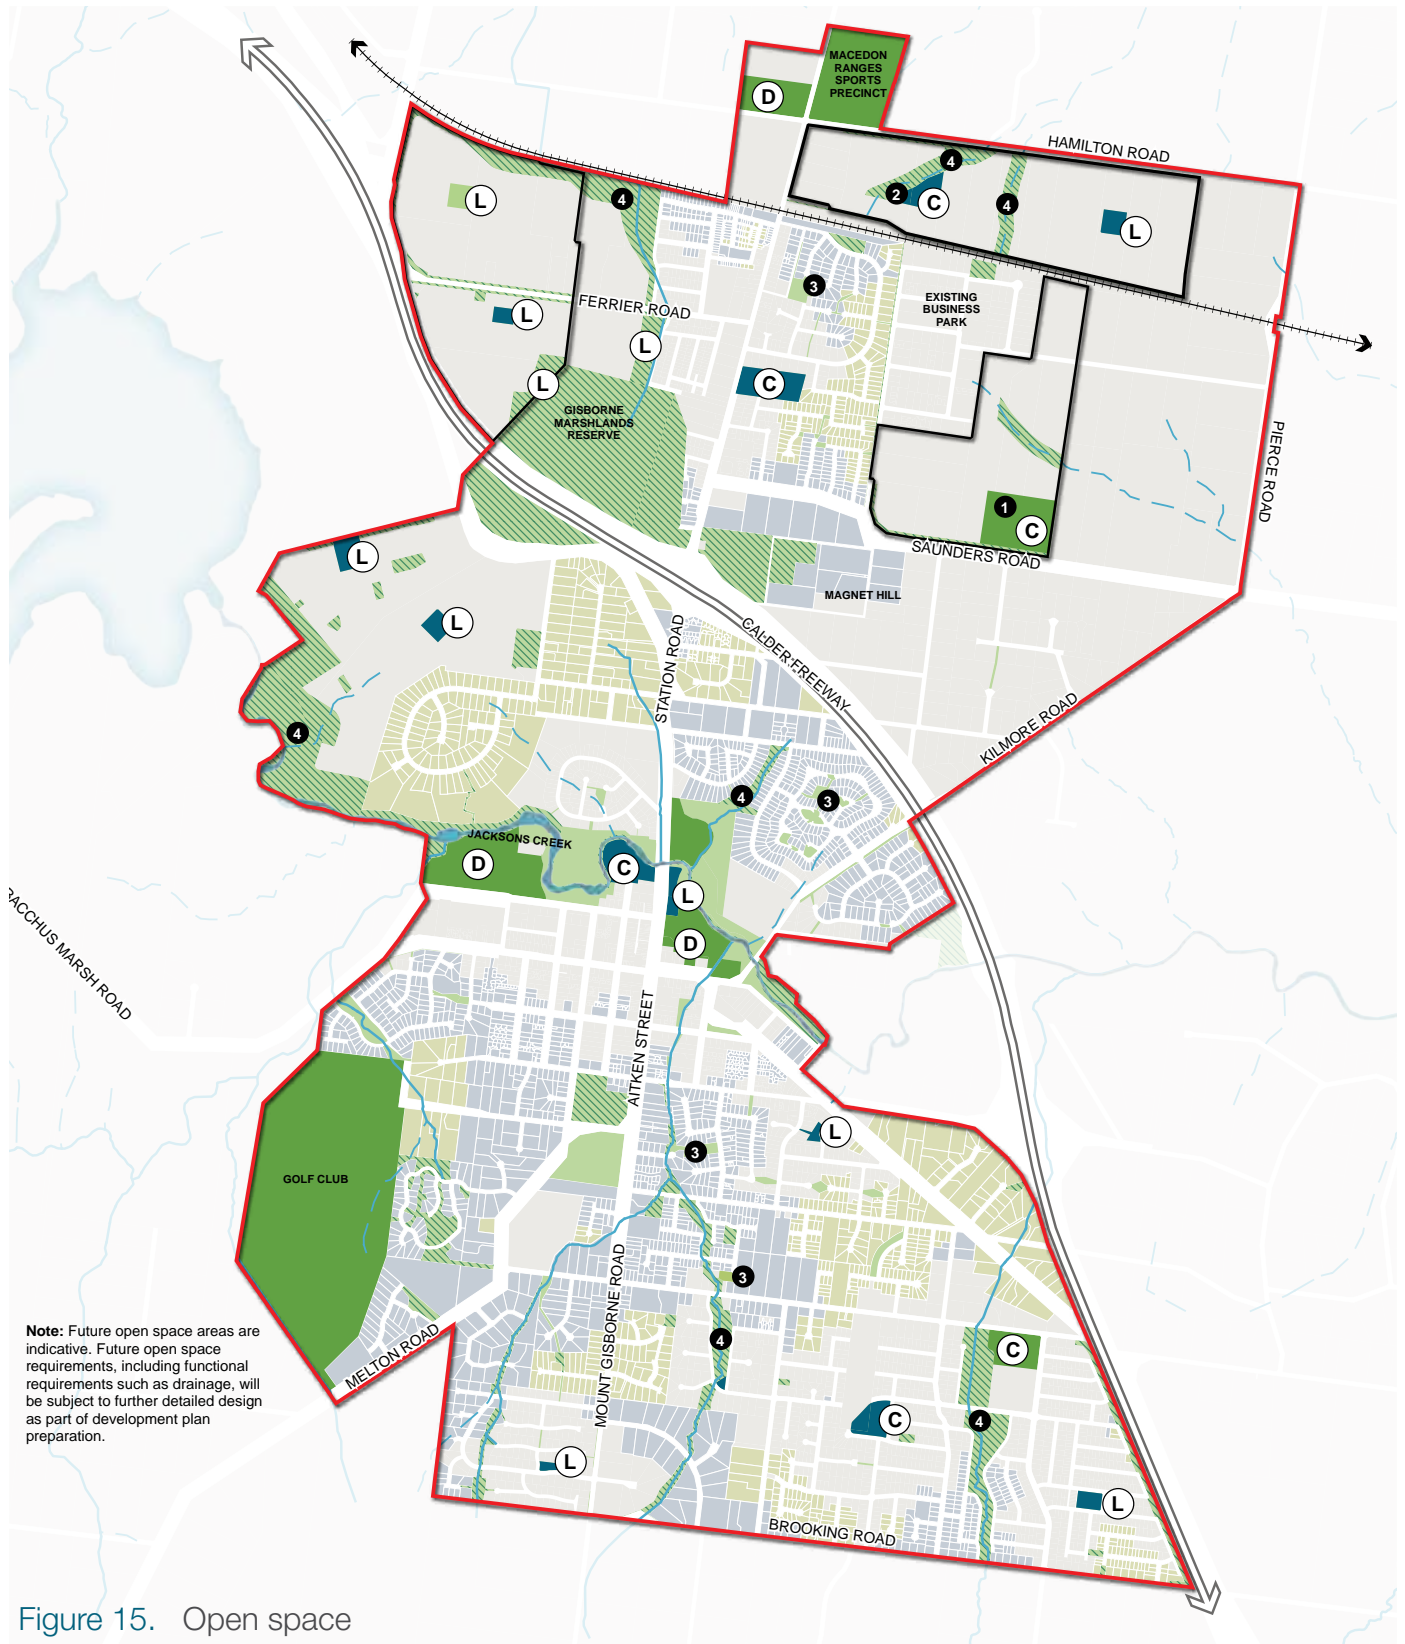 MACEDON
RANGES
SPORTS
PRECINCT
D
HAMILTON ROAD
4
2
C
4
L
L
4
3
EXISTING
BUSINESS
PARK
FERRIER ROAD
L
L
L
C
GISBORNE
MARSHLANDS
RESERVE
PIERCE ROAD
1
C
SAUNDERS ROAD
L
MAGNET HILL
L
STATION ROAD
CALDER FREEWAY
KILMORE ROAD
4
4
3
JACKSONS CREEK
D
C
L
D
BACCHUS MARSH ROAD
AITKEN STREET
L
3
GOLF CLUB
MOUNT GISBORNE ROAD
3
4
C
MELTON ROAD
C
4
L
L
BROOKING ROAD
Note: Future open space areas are
indicative. Future open space
requirements, including functional
requirements such as drainage, will
be subject to further detailed design
as part of development plan
preparation.
Figure 15. Open space